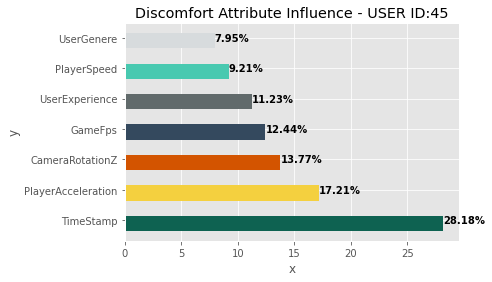 Discomfort Attribute Influence - USER ID:45
UserGenere 7.95%
PlayerSpeed 9.21%
UserExperience 11.23%
GameFps 12.44%
CameraRotationZ 13.77%
PlayerAcceleration 17.21%
TimeStamp 28.18%
y
0 5 10 15 20 25
x